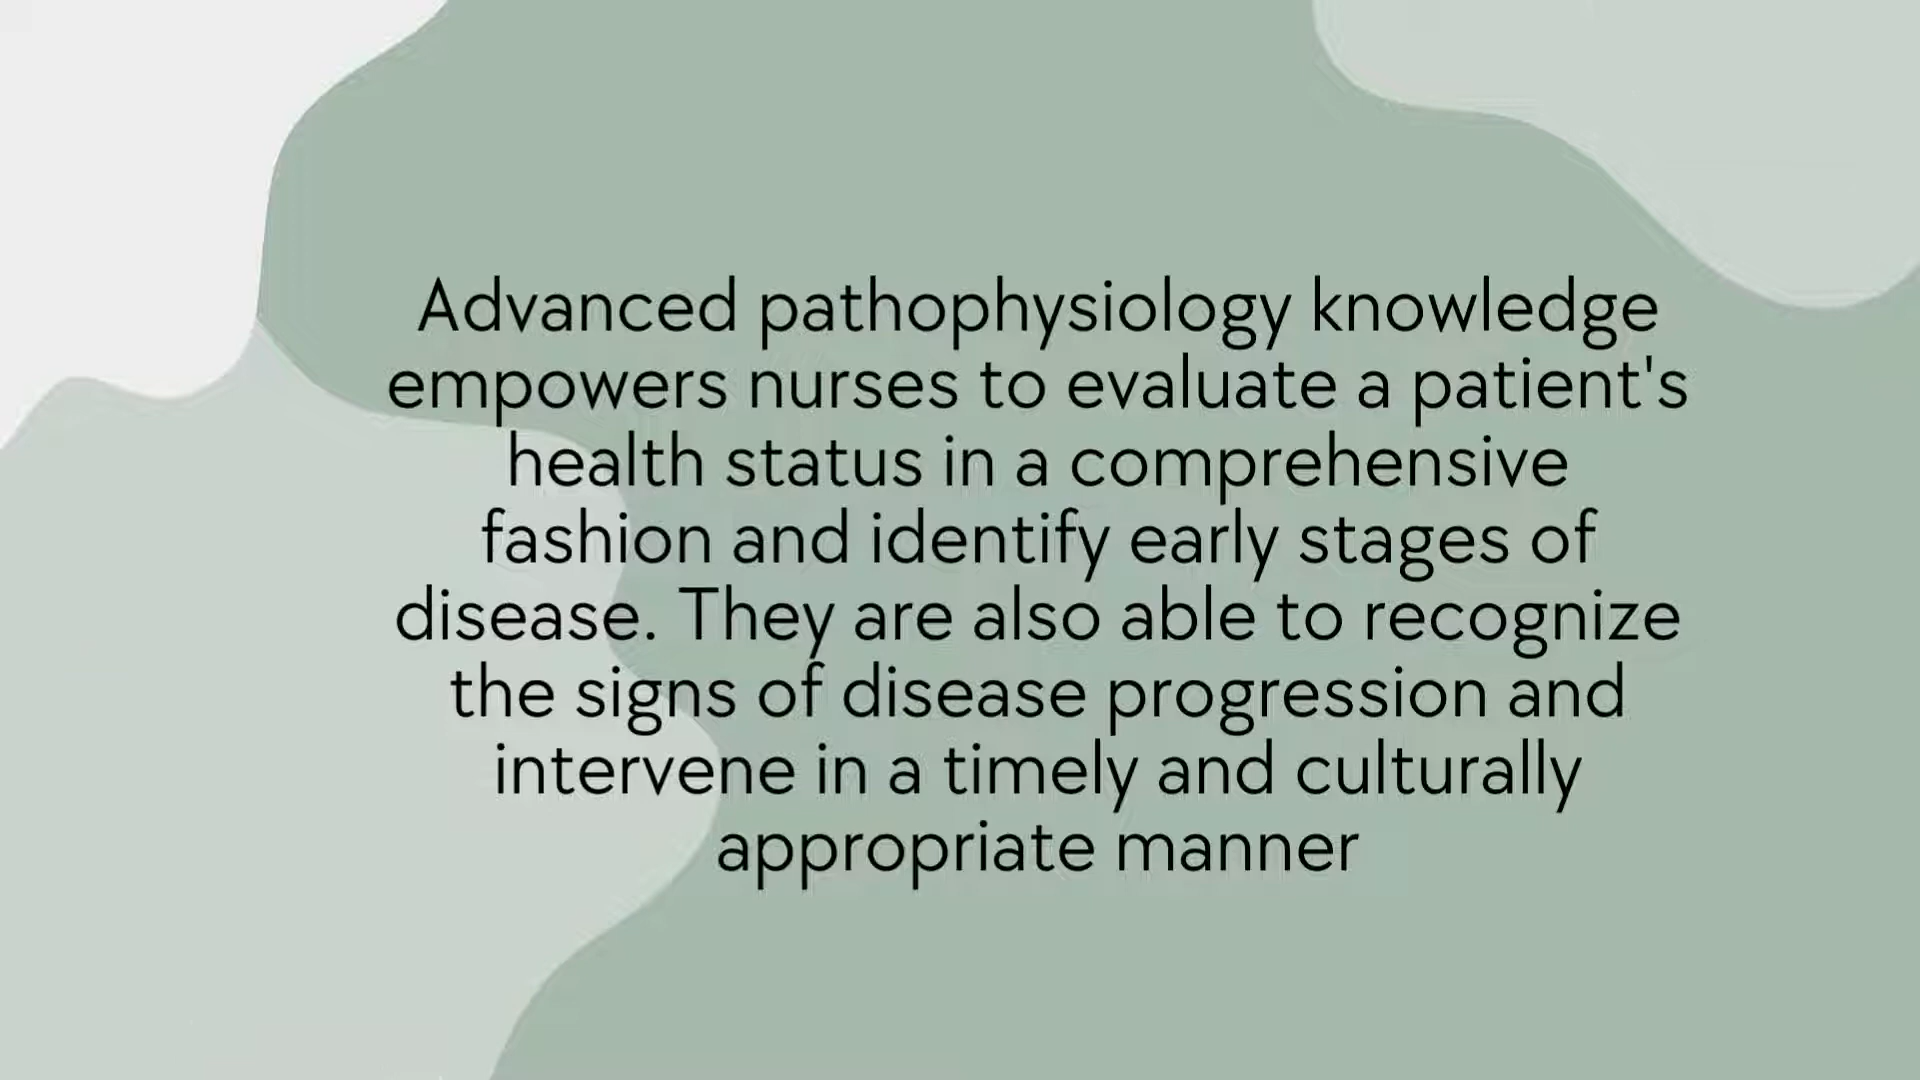 Advanced pathophysiology knowledge
empowers nurses to evaluate a patient's
health status in a comprehensive
fashion and identify early stages of
disease. They are also able to recognize
the signs of disease progression and
intervene in a timely and culturally
appropriate manner